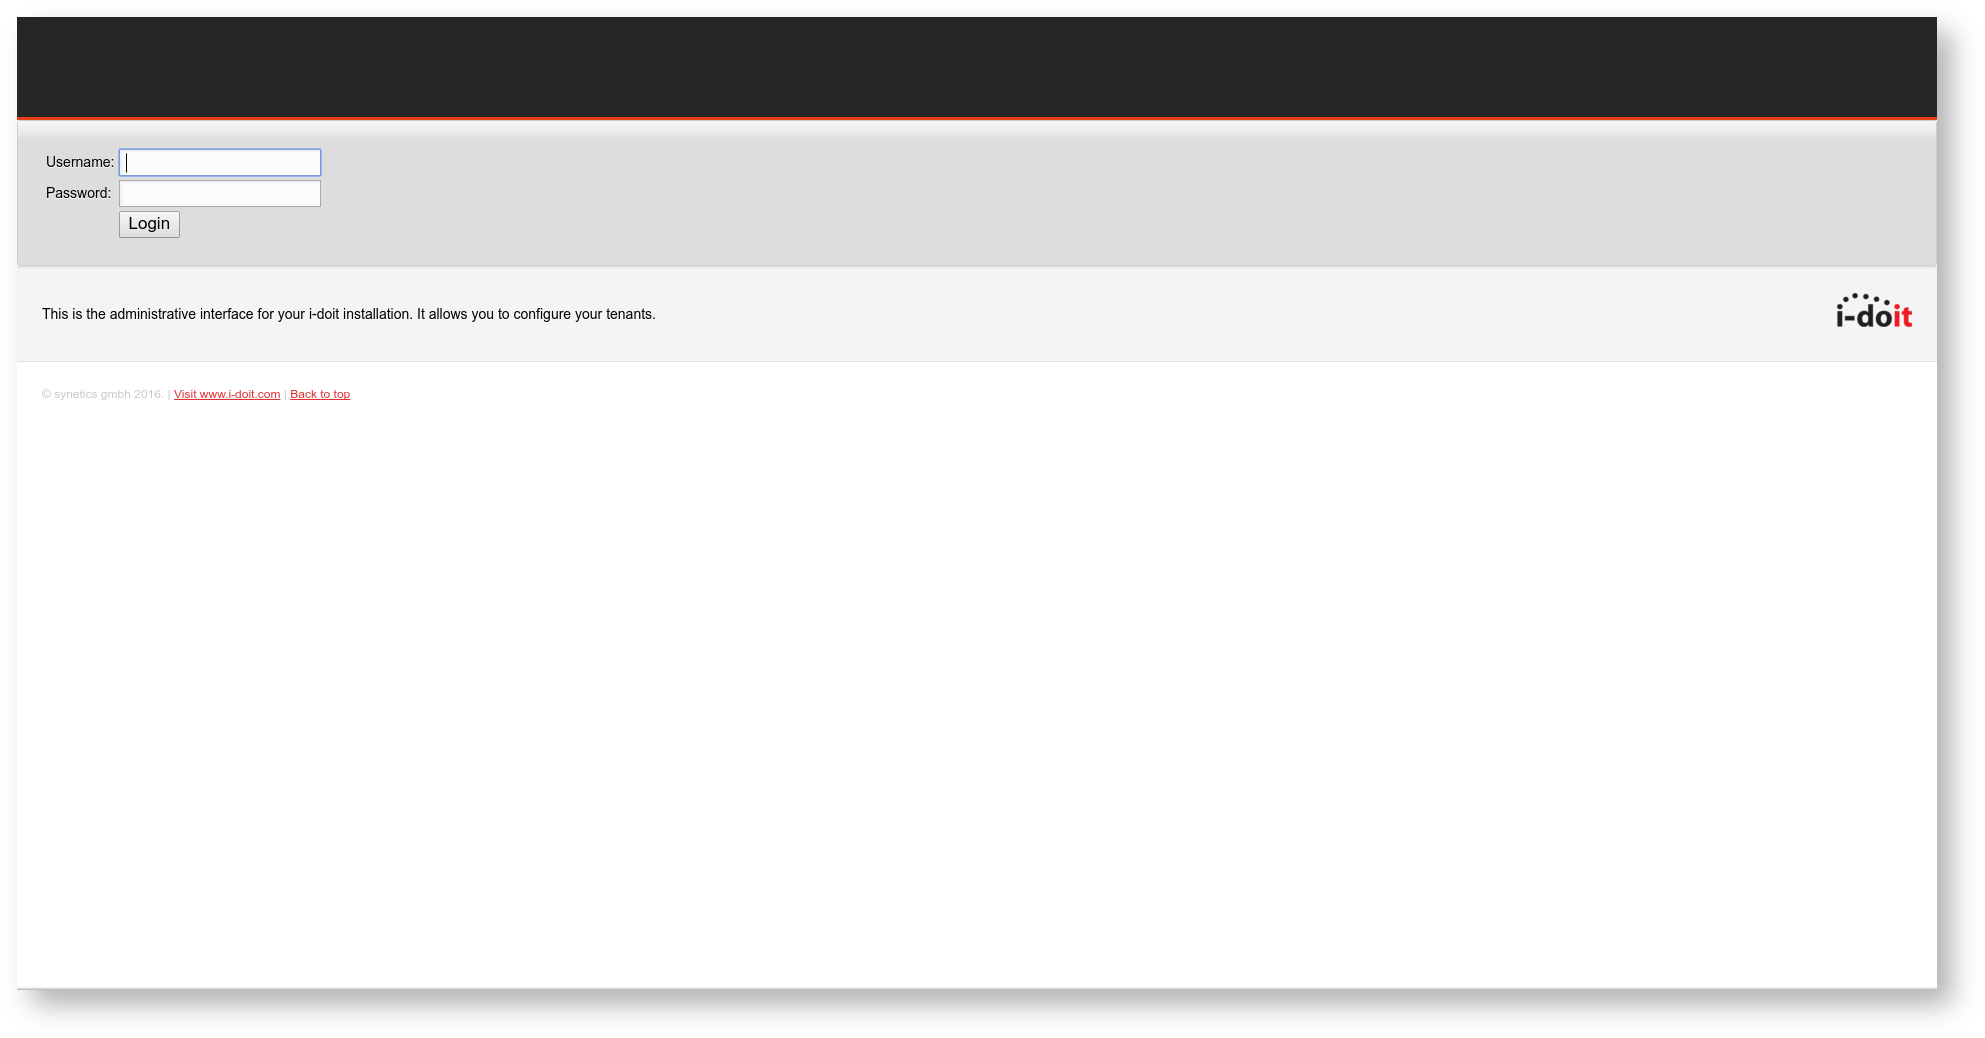 Username:
Password:
Login
This is the administrative interface for your i-doit installation. It allows you to configure your tenants.
i-doit
© synetics gmbh 2016. | Visit www.i-doit.com | Back to top